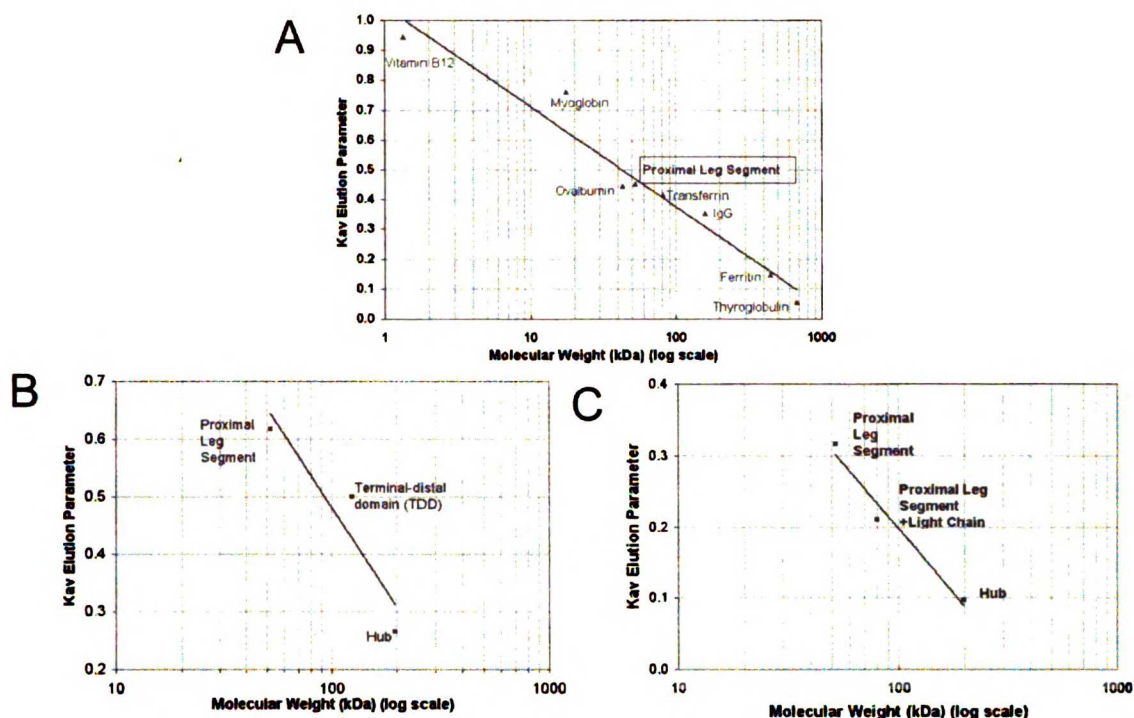 A
Kav Elution Parameter
1.0
0.9
0.8
0.7
0.6
0.5
0.4
0.3
0.2
0.1
0.0
Vitamin B12
Myoglobin
Proximal Leg Segment
Ovalbumin
Transferrin
IgG
Ferritin
Thyroglobulin
1 10 100 1000
Molecular Weight (kDa) (log scale)
B
Kav Elution Parameter
0.7
0.6
0.5
0.4
0.3
0.2
Proximal
Leg
Segment
Terminal-distal
domain (TDD)
Hub
10 100 1000
Molecular Weight (kDa) (log scale)
C
Kav Elution Parameter
0.4
0.3
0.2
0.1
0.0
Proximal
Leg
Segment
Proximal Leg
Segment
+Light Chain
Hub
10 100 1000
Molecular Weight (kDa) (log scale)